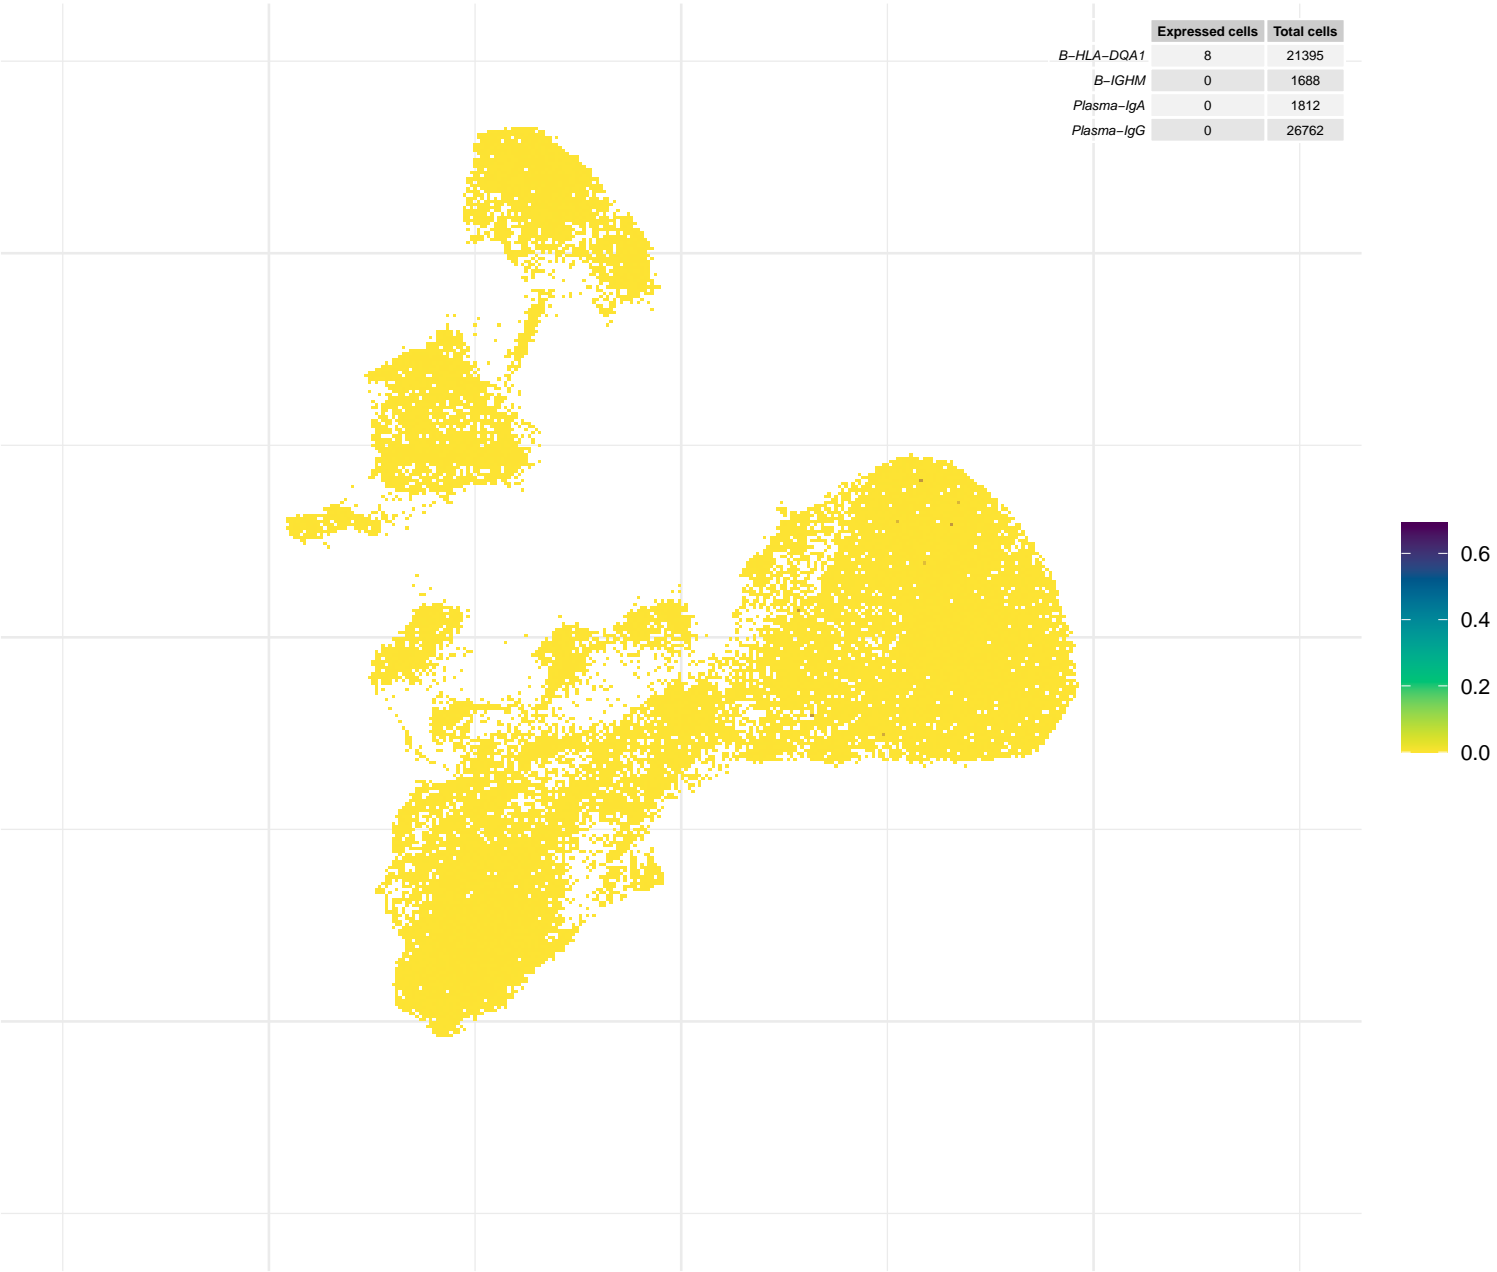 Expressed cells Total cells
B−HLA−DQA1 8 21395
B−IGHM 0 1688
Plasma−IgA 0 1812
Plasma−IgG 0 26762
0.6
0.4
0.2
0.0